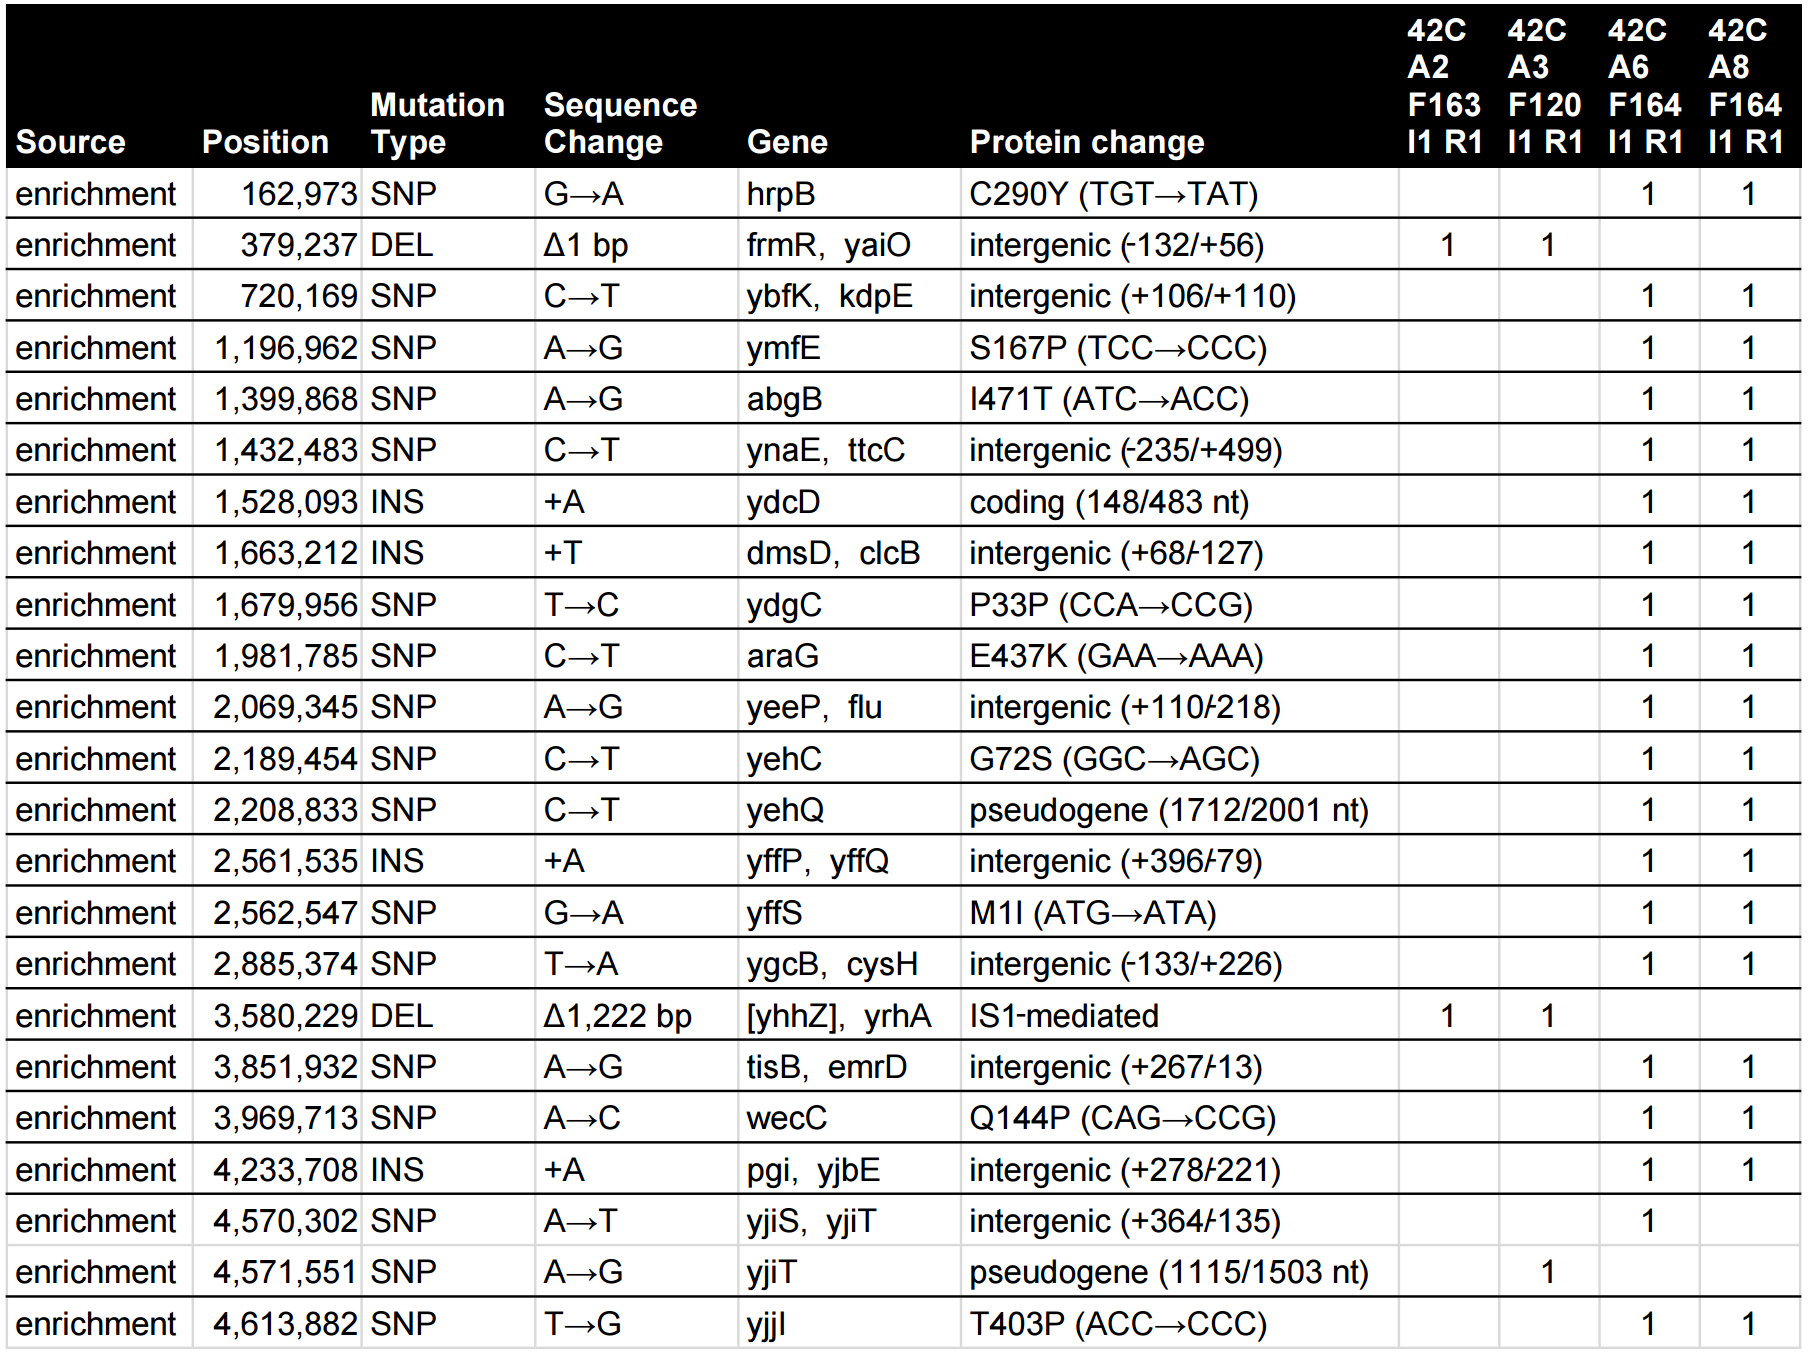 Source Position Mutation Type Sequence Change Gene Protein change 42C A2 F163 I1 R1 42C A3 F120 I1 R1 42C A6 F164 I1 R1 42C A8 F164 I1 R1
enrichment 162,973 SNP G→A hrpB C290Y (TGT→TAT) 1 1
enrichment 379,237 DEL Δ1 bp frmR, yaiO intergenic (-132/+56) 1 1
enrichment 720,169 SNP C→T ybfK, kdpE intergenic (+106/+110) 1 1
enrichment 1,196,962 SNP A→G ymfE S167P (TCC→CCC) 1 1
enrichment 1,399,868 SNP A→G abgB I471T (ATC→ACC) 1 1
enrichment 1,432,483 SNP C→T ynaE, ttcC intergenic (-235/+499) 1 1
enrichment 1,528,093 INS +A ydcD coding (148/483 nt) 1 1
enrichment 1,663,212 INS +T dmsD, clcB intergenic (+68/-127) 1 1
enrichment 1,679,956 SNP T→C ydgC P33P (CCA→CCG) 1 1
enrichment 1,981,785 SNP C→T araG E437K (GAA→AAA) 1 1
enrichment 2,069,345 SNP A→G yeeP, flu intergenic (+110/-218) 1 1
enrichment 2,189,454 SNP C→T yehC G72S (GGC→AGC) 1 1
enrichment 2,208,833 SNP C→T yehQ pseudogene (1712/2001 nt) 1 1
enrichment 2,561,535 INS +A yffP, yffQ intergenic (+396/-79) 1 1
enrichment 2,562,547 SNP G→A yffS M1I (ATG→ATA) 1 1
enrichment 2,885,374 SNP T→A ygcB, cysH intergenic (-133/+226) 1 1
enrichment 3,580,229 DEL Δ1,222 bp [yhhZ], yrhA IS1-mediated 1 1
enrichment 3,851,932 SNP A→G tisB, emrD intergenic (+267/-13) 1 1
enrichment 3,969,713 SNP A→C wecC Q144P (CAG→CCG) 1 1
enrichment 4,233,708 INS +A pgi, yjbE intergenic (+278/-221) 1 1
enrichment 4,570,302 SNP A→T yjiS, yjiT intergenic (+364/-135) 1
enrichment 4,571,551 SNP A→G yjiT pseudogene (1115/1503 nt) 1
enrichment 4,613,882 SNP T→G yjjI T403P (ACC→CCC) 1 1